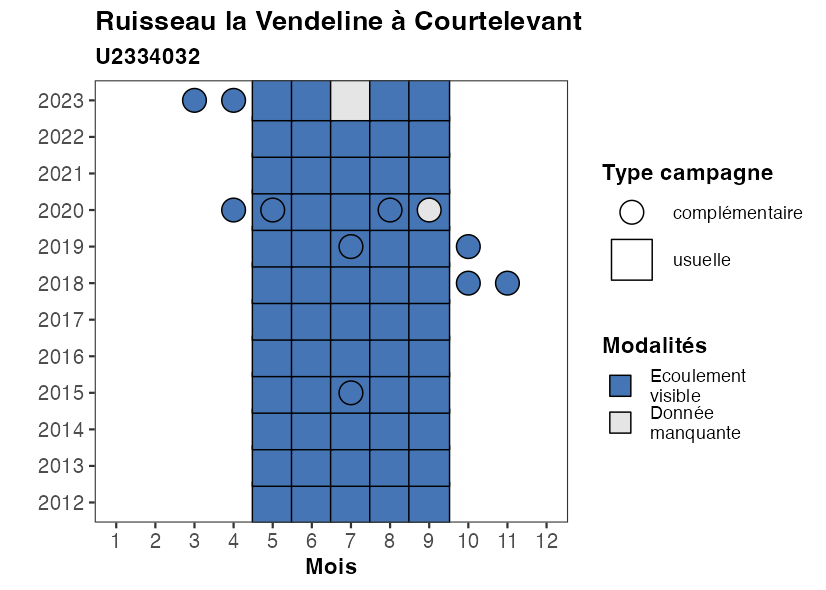 Ruisseau la Vendeline à Courtelevant
U2334032
2023
2022
2021
2020
2019
2018
2017
2016
2015
2014
2013
2012
1 2 3 4 5 6 7 8 9 10 11 12
Mois
Type campagne
complémentaire
usuelle
Modalités
Ecoulement
visible
Donnée
manquante